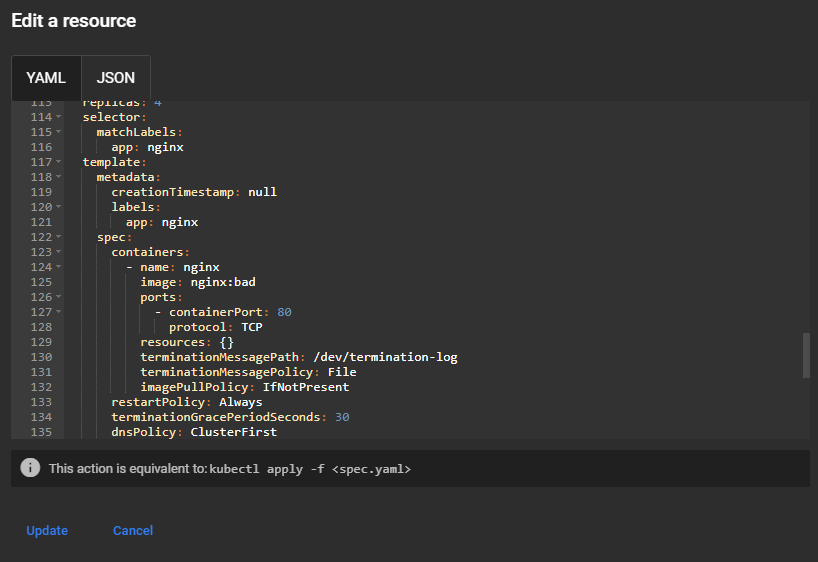 Edit a resource
YAML JSON
113 replicas: 4
114 selector:
115 matchLabels:
116 app: nginx
117 template:
118 metadata:
119 creationTimestamp: null
120 labels:
121 app: nginx
122 spec:
123 containers:
124 - name: nginx
125 image: nginx:bad
126 ports:
127 - containerPort: 80
128 protocol: TCP
129 resources: {}
130 terminationMessagePath: /dev/termination-log
131 terminationMessagePolicy: File
132 imagePullPolicy: IfNotPresent
133 restartPolicy: Always
134 terminationGracePeriodSeconds: 30
135 dnsPolicy: ClusterFirst
This action is equivalent to: kubectl apply -f <spec.yaml>
Update Cancel